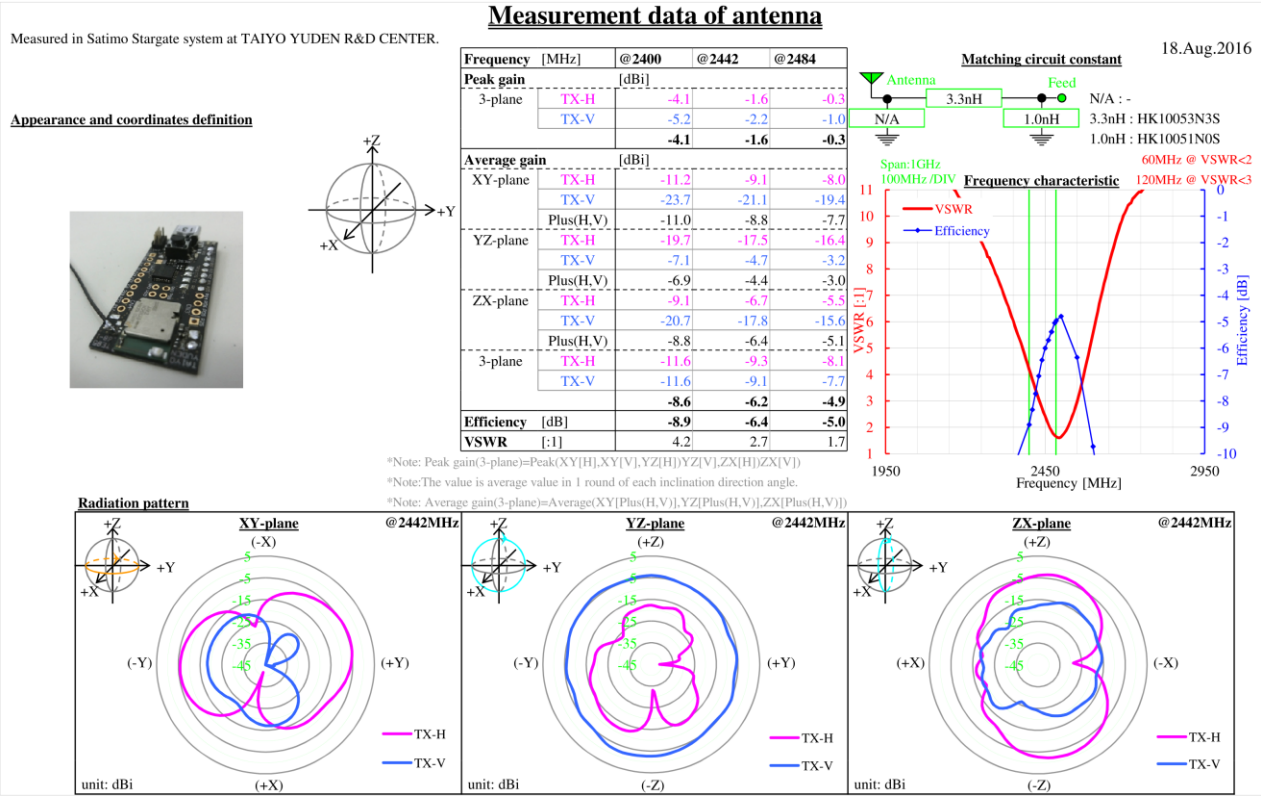 Measurement data of antenna
Measured in Satimo Stargate system at TAIYO YUDEN R&D CENTER.
18.Aug.2016
Appearance and coordinates definition
+Z
+Y
+X
Frequency [MHz] @2400 @2442 @2484
Peak gain [dBi]
3-plane TX-H -4.1 -1.6 -0.3
TX-V -5.2 -2.2 -1.0
-4.1 -1.6 -0.3
Average gain [dBi]
XY-plane TX-H -11.2 -9.1 -8.0
TX-V -23.7 -21.1 -19.4
Plus(H,V) -11.0 -8.8 -7.7
YZ-plane TX-H -19.7 -17.5 -16.4
TX-V -7.1 -4.7 -3.2
Plus(H,V) -6.9 -4.4 -3.0
ZX-plane TX-H -9.1 -6.7 -5.5
TX-V -20.7 -17.8 -15.6
Plus(H,V) -8.8 -6.4 -5.1
3-plane TX-H -11.6 -9.3 -8.1
TX-V -11.6 -9.1 -7.7
-8.6 -6.2 -4.9
Efficiency [dB] -8.9 -6.4 -5.0
VSWR [:1] 4.2 2.7 1.7
*Note: Peak gain(3-plane)=Peak(XY[H],XY[V],YZ[H])YZ[V],ZX[H])ZX[V])
*Note:The value is average value in 1 round of each inclination direction angle.
*Note: Average gain(3-plane)=Average(XY[Plus(H,V)],YZ[Plus(H,V)],ZX[Plus(H,V)])
Matching circuit constant
Antenna
Feed
3.3nH
N/A
1.0nH
N/A : -
3.3nH : HK10053N3S
1.0nH : HK10051N0S
Span:1GHz
100MHz /DIV
60MHz @ VSWR<2
120MHz @ VSWR<3
Frequency characteristic
VSWR
Efficiency
11
10
9
8
7
6
5
4
3
2
1
VSWR [:1]
0
-1
-2
-3
-4
-5
-6
-7
-8
-9
-10
Efficiency [dB]
1950 2450 2950
Frequency [MHz]
Radiation pattern
+Z
+Y
+X
XY-plane
@2442MHz
(-X)
(-Y)
(+Y)
(+X)
5
-5
-15
-25
-35
-45
TX-H
TX-V
unit: dBi
+Z
+Y
+X
YZ-plane
@2442MHz
(+Z)
(-Y)
(+Y)
(-Z)
5
-5
-15
-25
-35
-45
TX-H
TX-V
unit: dBi
+Z
+Y
+X
ZX-plane
@2442MHz
(+Z)
(+X)
(-X)
(-Z)
5
-5
-15
-25
-35
-45
TX-H
TX-V
unit: dBi